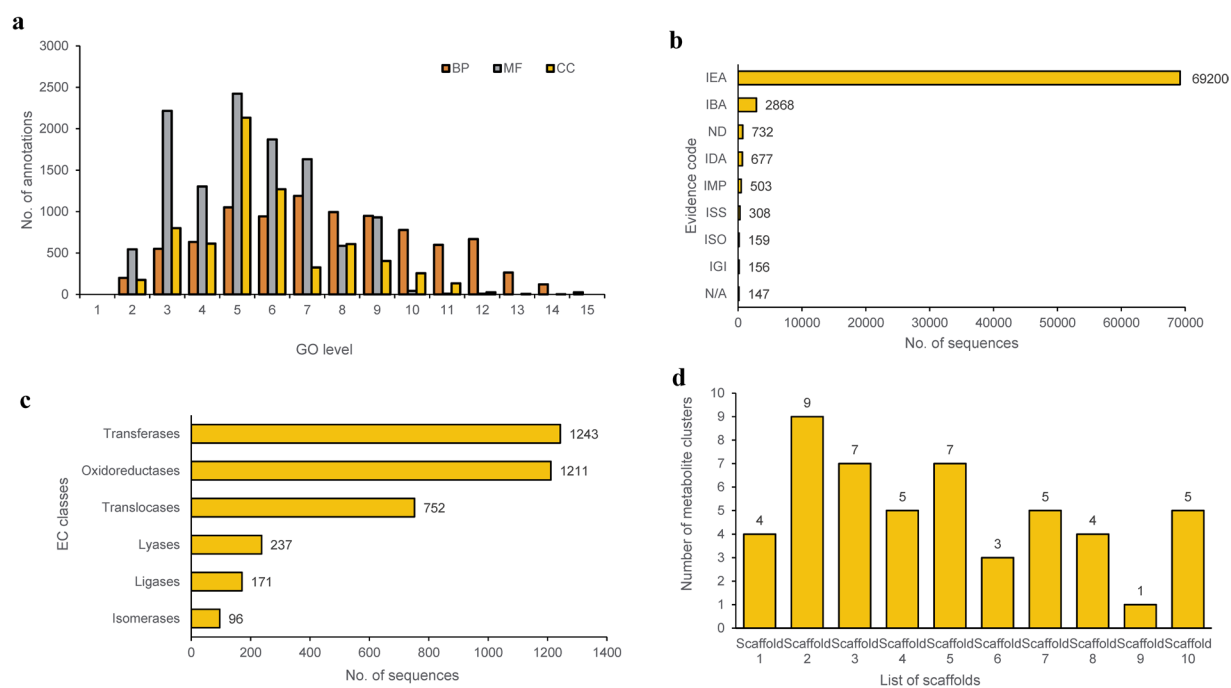 a
3000
2500
2000
1500
1000
500
0
No. of annotations
BP MF CC
1 2 3 4 5 6 7 8 9 10 11 12 13 14 15
GO level
b
Evidence code
IEA 69200
IBA 2868
ND 732
IDA 677
IMP 503
ISS 308
ISO 159
IGI 156
N/A 147
0 10000 20000 30000 40000 50000 60000 70000
No. of sequences
c
EC classes
Transferases 1243
Oxidoreductases 1211
Translocases 752
Lyases 237
Ligases 171
Isomerases 96
0 200 400 600 800 1000 1200 1400
No. of sequences
d
Number of metabolite clusters
10
9
8
7
6
5
4
3
2
1
0
4 9 7 5 7 3 5 4 1 5
Scaffold Scaffold Scaffold Scaffold Scaffold Scaffold Scaffold Scaffold Scaffold Scaffold
1 2 3 4 5 6 7 8 9 10
List of scaffolds